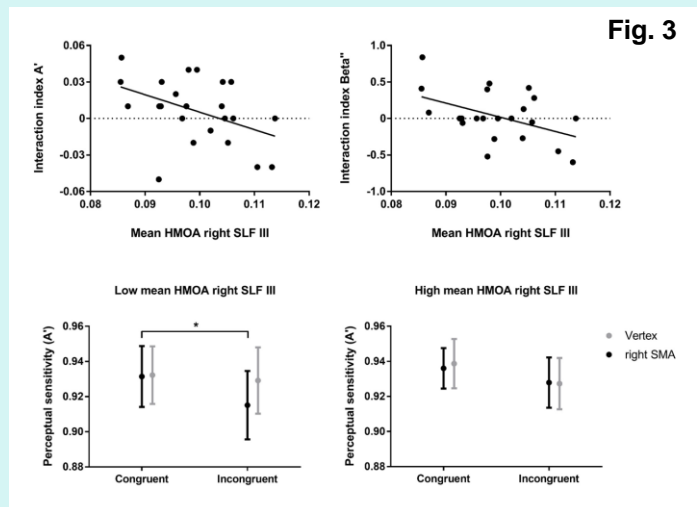 Fig. 3
Interaction index A'
0.06
0.03
0.00
-0.03
-0.06
0.08
0.09
0.10
0.11
0.12
Mean HMOA right SLF III
Interaction index Beta"
1.0
0.5
0
-0.5
-1.0
0.08
0.09
0.10
0.11
0.12
Mean HMOA right SLF III
Low mean HMOA right SLF III
Perceptual sensitivity (A')
0.96
0.94
0.92
0.90
0.88
*
Congruent
Incongruent
High mean HMOA right SLF III
Perceptual sensitivity (A')
0.96
0.94
0.92
0.90
0.88
Congruent
Incongruent
Vertex
right SMA